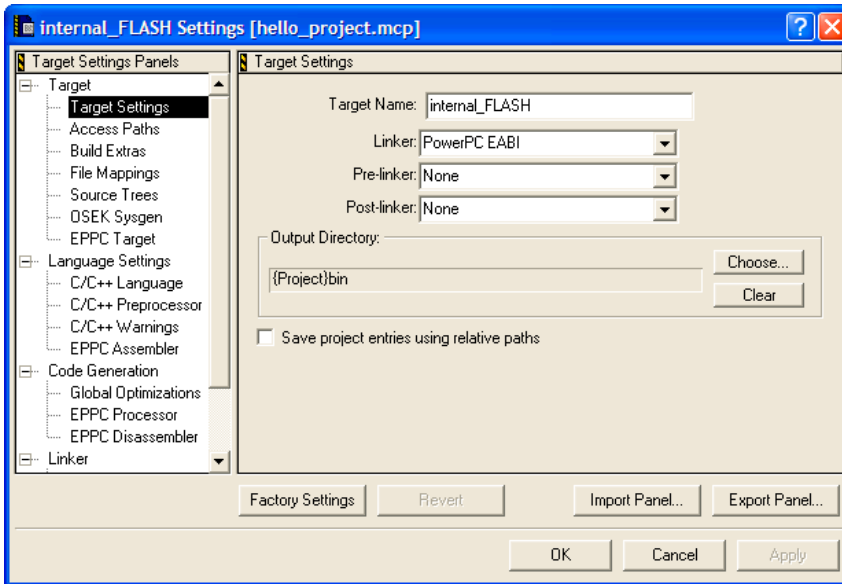 internal_FLASH Settings [hello_project.mcp]
Target Settings Panels
Target
Target Settings
Access Paths
Build Extras
File Mappings
Source Trees
OSEK Sysgen
EPPC Target
Language Settings
C/C++ Language
C/C++ Preprocessor
C/C++ Warnings
EPPC Assembler
Code Generation
Global Optimizations
EPPC Processor
EPPC Disassembler
Linker
Target Settings
Target Name: internal_FLASH
Linker: PowerPC EABI
Pre-linker: None
Post-linker: None
Output Directory:
{Project}bin
Choose...
Clear
Save project entries using relative paths
Factory Settings Revert Import Panel... Export Panel...
OK Cancel Apply